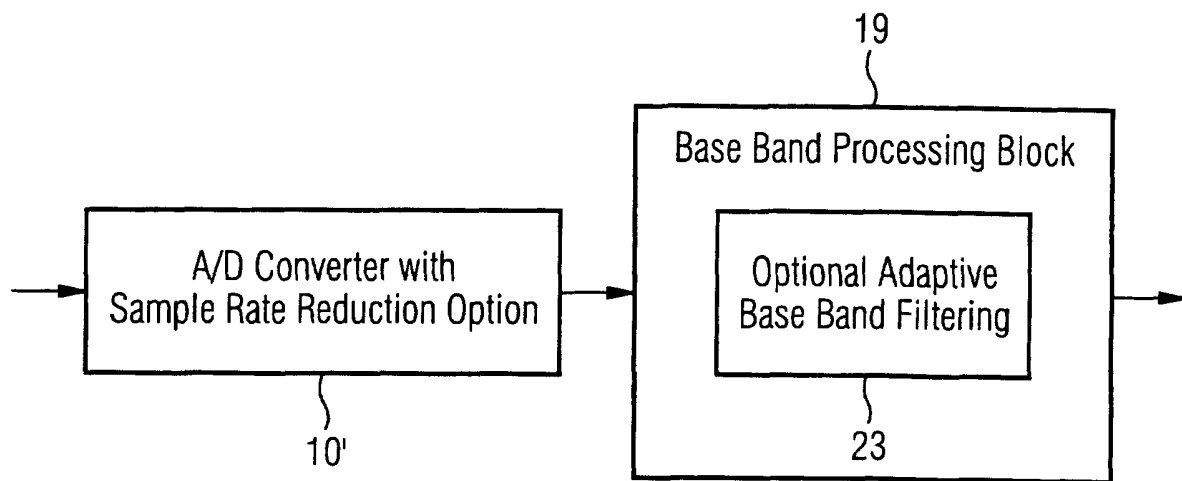 19
Base Band Processing Block
A/D Converter with
Sample Rate Reduction Option
Optional Adaptive
Base Band Filtering
10'
23